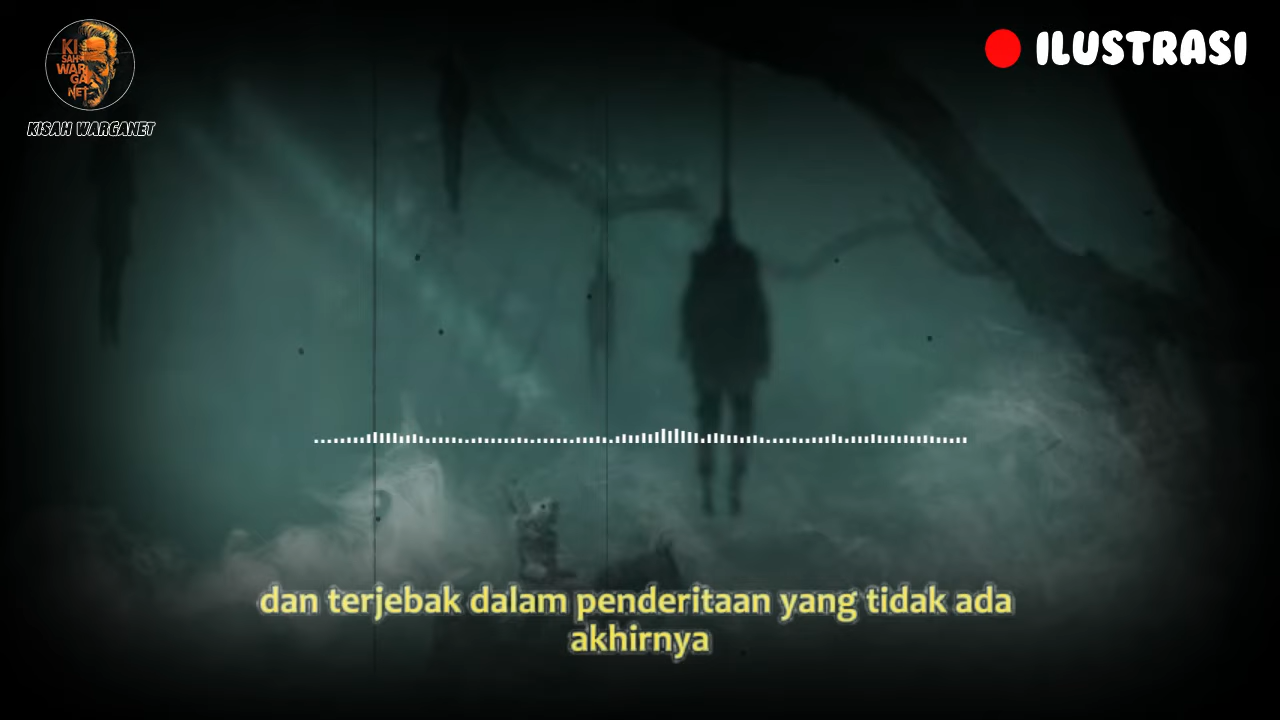 KI
SAH
WAR
GA
NET
KISAH WARGANET
ILUSTRASI
dan terjebak dalam penderitaan yang tidak ada
akhirnya